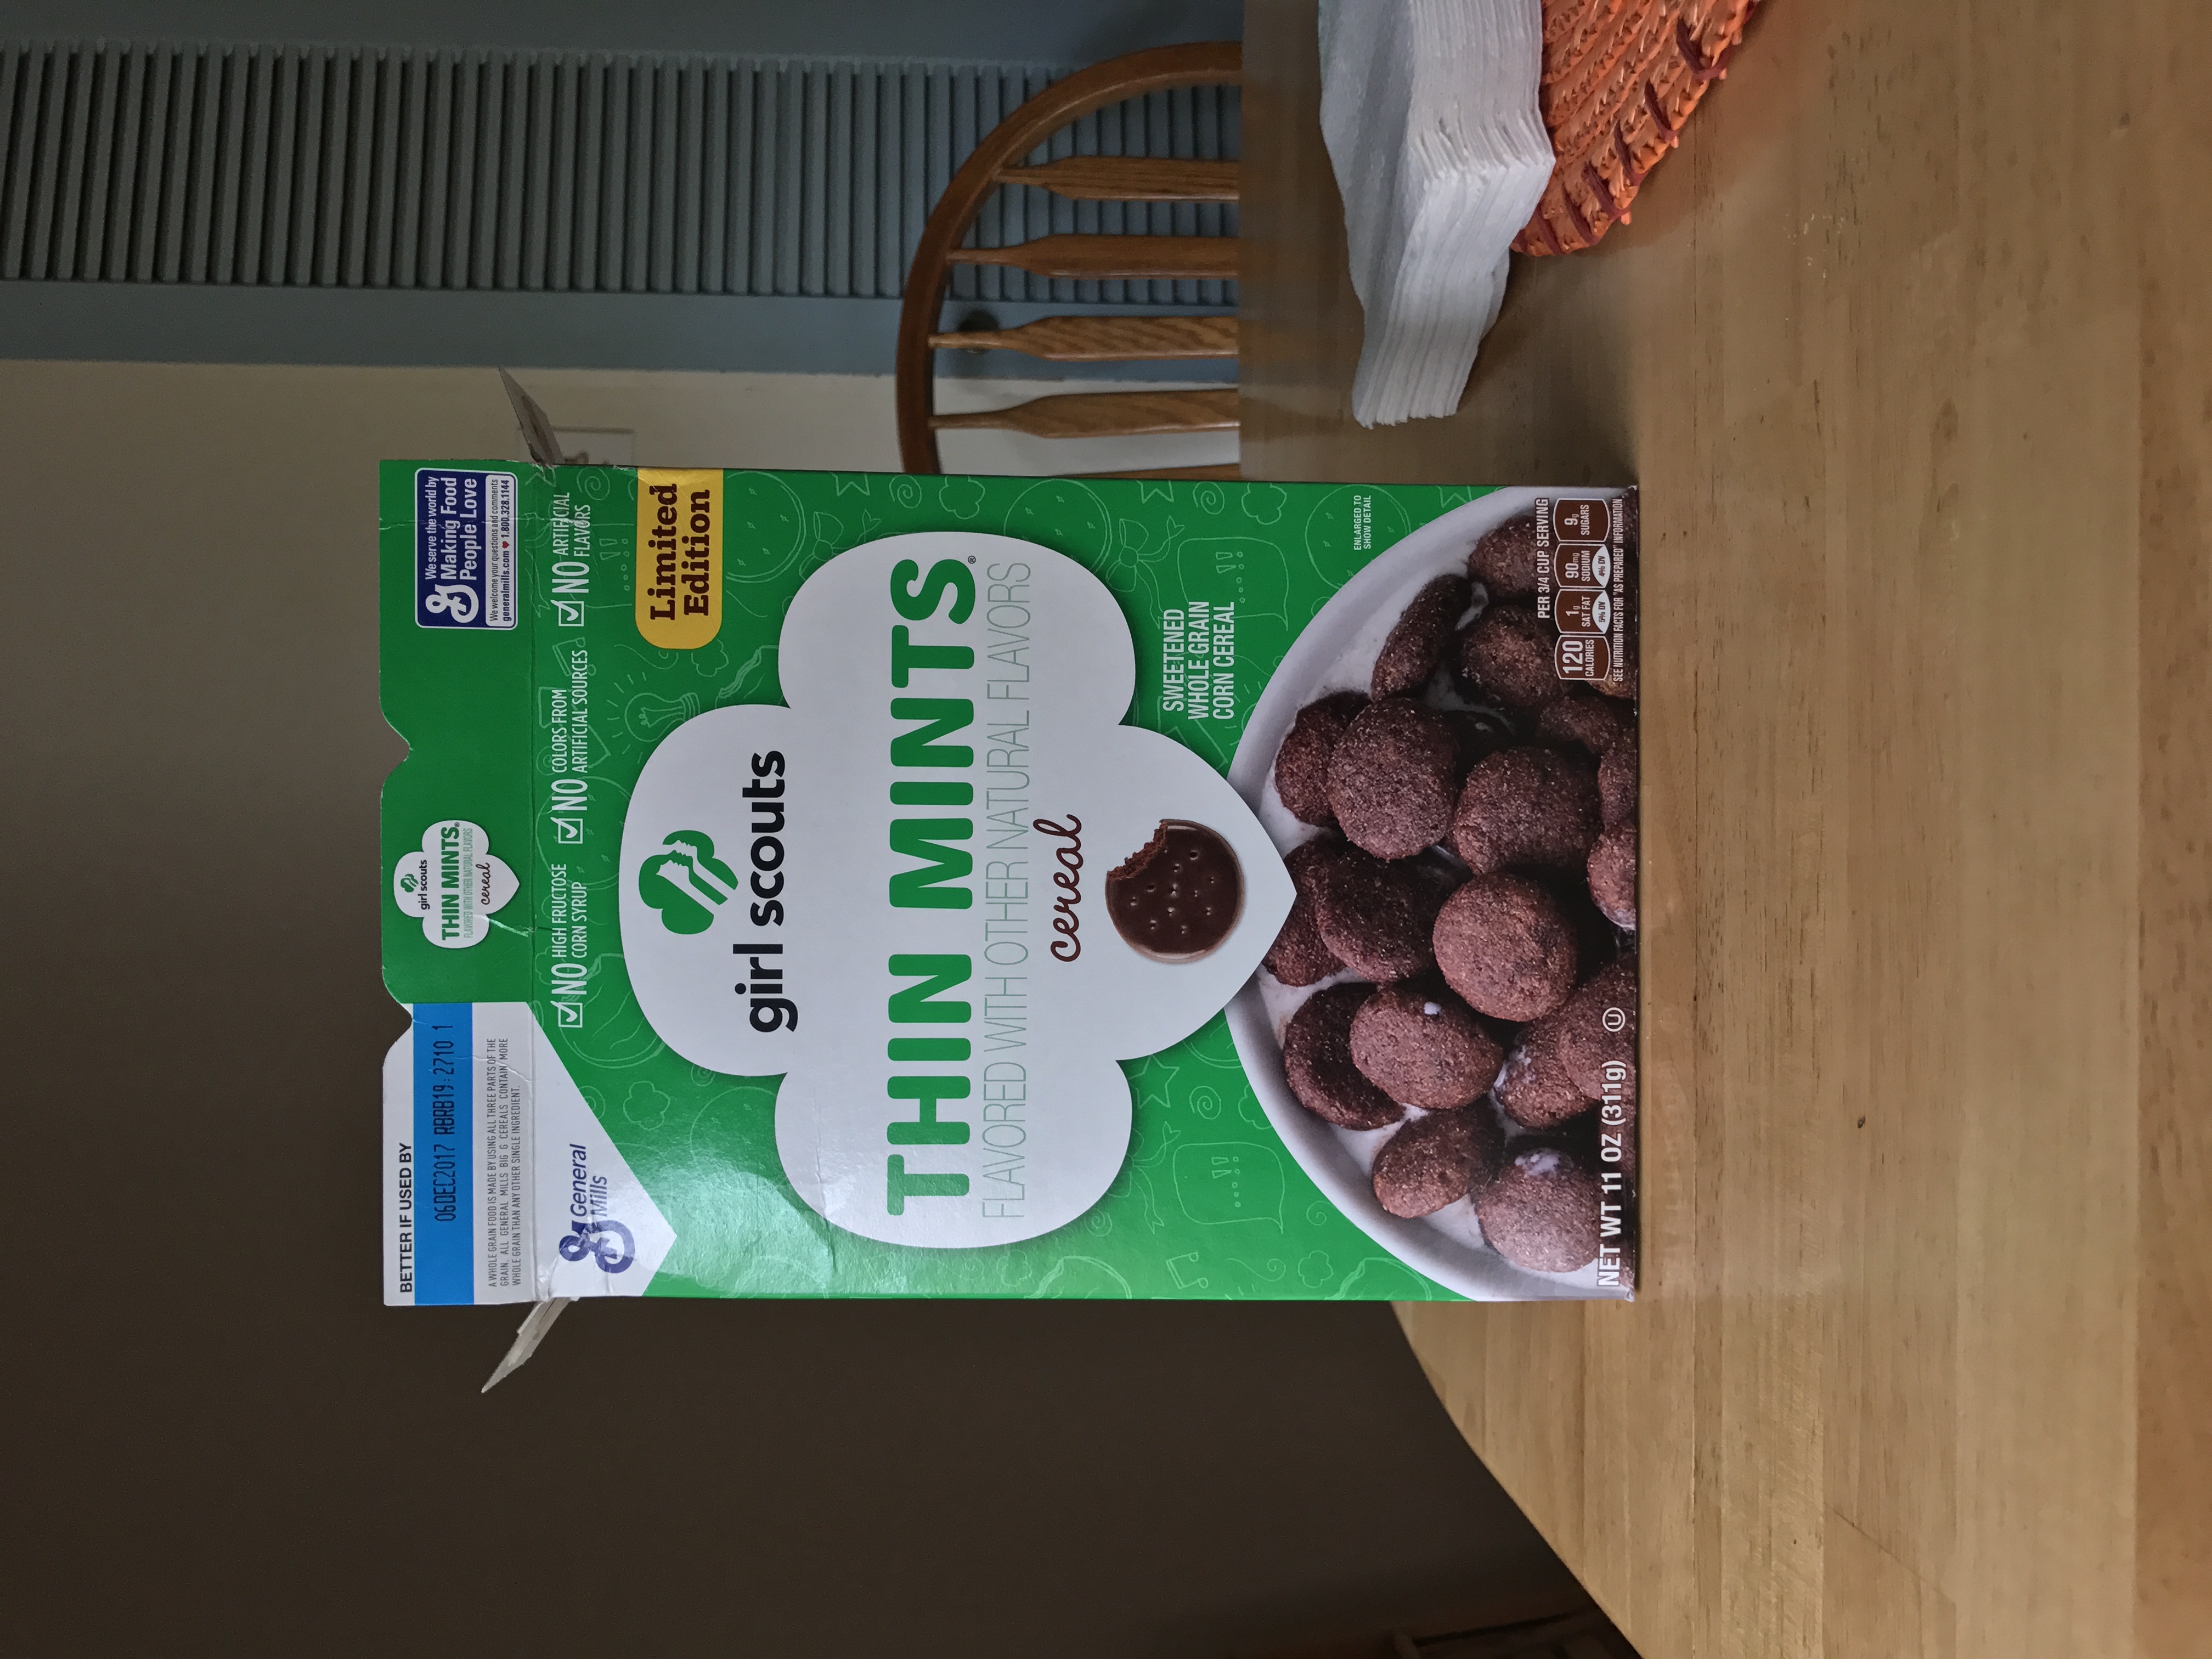 BETTER IF USED BY
06DEC2017 RBRB19:2710 1
A WHOLE GRAIN FOOD IS MADE BY USING ALL THREE PARTS OF THE
GRAIN. ALL GENERAL MILLS BIG G CEREALS CONTAIN MORE
WHOLE GRAIN THAN ANY OTHER SINGLE INGREDIENT.
girl scouts
THIN MINTS®
FLAVORED WITH OTHER NATURAL FLAVORS
cereal
G
We serve the world by
Making Food
People Love
We welcome your questions and comments
generalmills.com ♥ 1.800.328.1144
G General
Mills
NO HIGH FRUCTOSE
CORN SYRUP
NO COLORS FROM
ARTIFICIAL SOURCES
NO ARTIFICIAL
FLAVORS
Limited
Edition
girl scouts
THIN MINTS®
FLAVORED WITH OTHER NATURAL FLAVORS
cereal
SWEETENED
WHOLE GRAIN
CORN CEREAL
ENLARGED TO
SHOW DETAIL
PER 3/4 CUP SERVING
120
CALORIES
1g
SAT FAT
5% DV
90mg
SODIUM
4% DV
9g
SUGARS
SEE NUTRITION FACTS FOR "AS PREPARED" INFORMATION
NET WT 11 OZ (311g) U